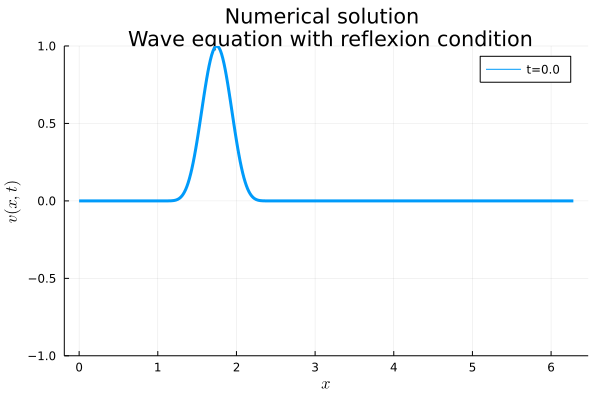 Numerical solution
Wave equation with reflexion condition
t=0.0
1.0
0.5
0.0
−0.5
−1.0
v(x, t)
0 1 2 3 4 5 6
x